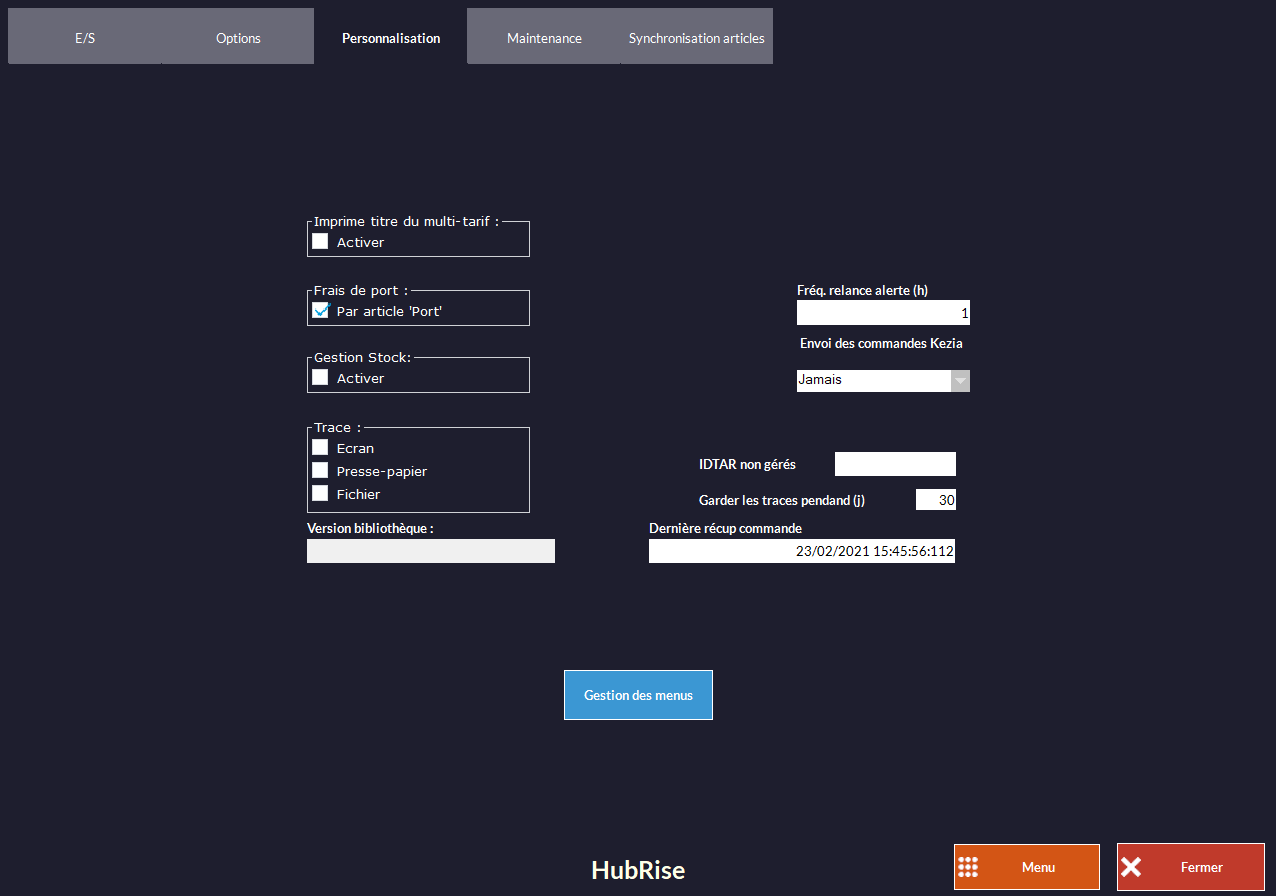 E/S
Options
Personnalisation
Maintenance
Synchronisation articles
Imprime titre du multi-tarif :
Activer
Frais de port :
Par article 'Port'
Fréq. relance alerte (h)
1
Envoi des commandes Kezia
Gestion Stock:
Activer
Jamais
Trace :
Ecran
Presse-papier
Fichier
IDTAR non gérés
Garder les traces pendand (j)
30
Version bibliothèque :
Dernière récup commande
23/02/2021 15:45:56:112
Gestion des menus
HubRise
Menu
Fermer